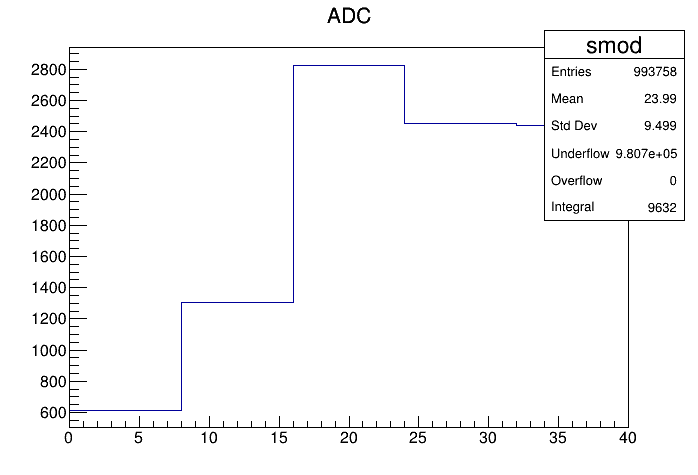 ADC
smod
Entries 993758
Mean 23.99
Std Dev 9.499
Underflow 9.807e+05
Overflow 0
Integral 9632
2800
2600
2400
2200
2000
1800
1600
1400
1200
1000
800
600
0 5 10 15 20 25 30 35 40